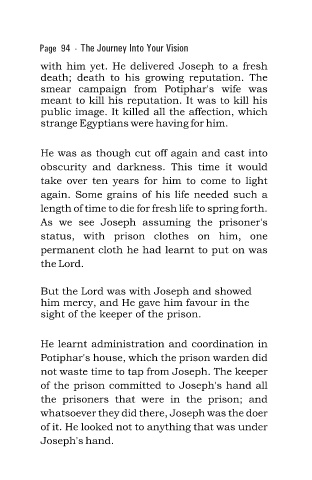 Page 94 - The Journey Into Your Vision
with him yet. He delivered Joseph to a fresh
death; death to his growing reputation. The
smear campaign from Potiphar's wife was
meant to kill his reputation. It was to kill his
public image. It killed all the affection, which
strange Egyptians were having for him.
He was as though cut off again and cast into
obscurity and darkness. This time it would
take over ten years for him to come to light
again. Some grains of his life needed such a
length of time to die for fresh life to spring forth.
As we see Joseph assuming the prisoner's
status, with prison clothes on him, one
permanent cloth he had learnt to put on was
the Lord.
But the Lord was with Joseph and showed
him mercy, and He gave him favour in the
sight of the keeper of the prison.
He learnt administration and coordination in
Potiphar's house, which the prison warden did
not waste time to tap from Joseph. The keeper
of the prison committed to Joseph's hand all
the prisoners that were in the prison; and
whatsoever they did there, Joseph was the doer
of it. He looked not to anything that was under
Joseph's hand.